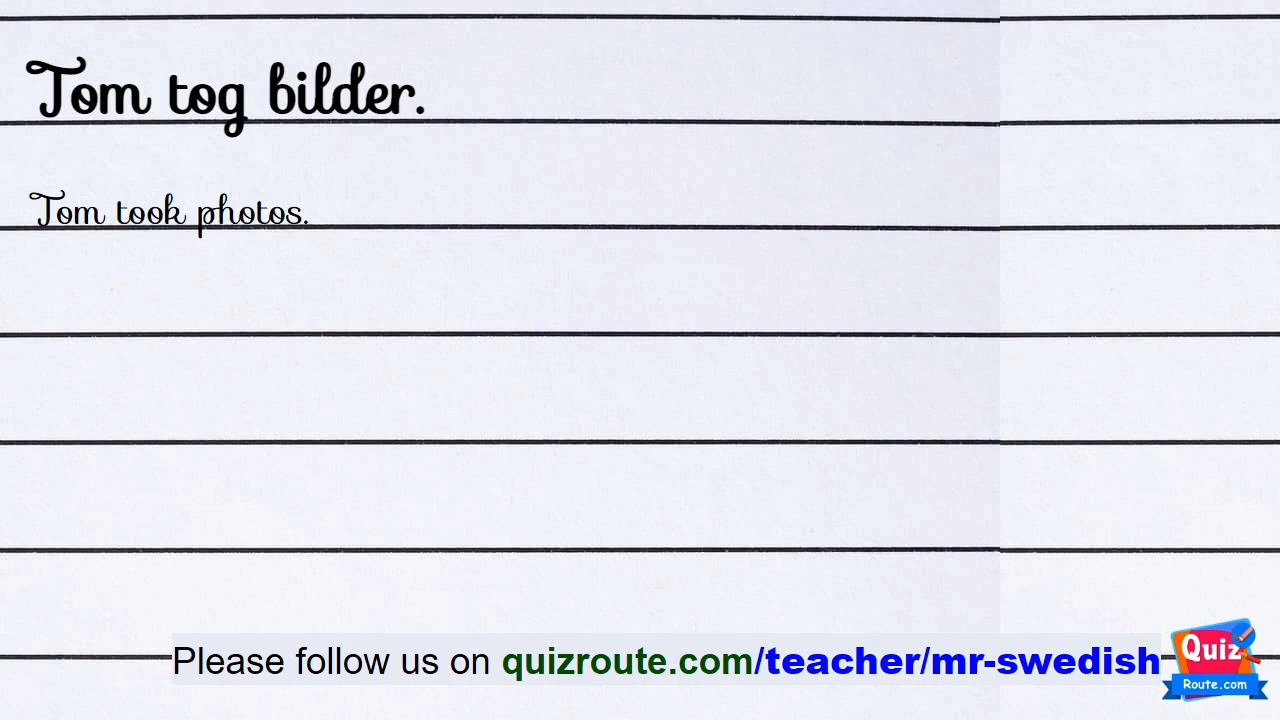 Tom tog bilder.
Tom took photos.
Please follow us on quizroute.com/teacher/mr-swedish
Quiz
Route.com